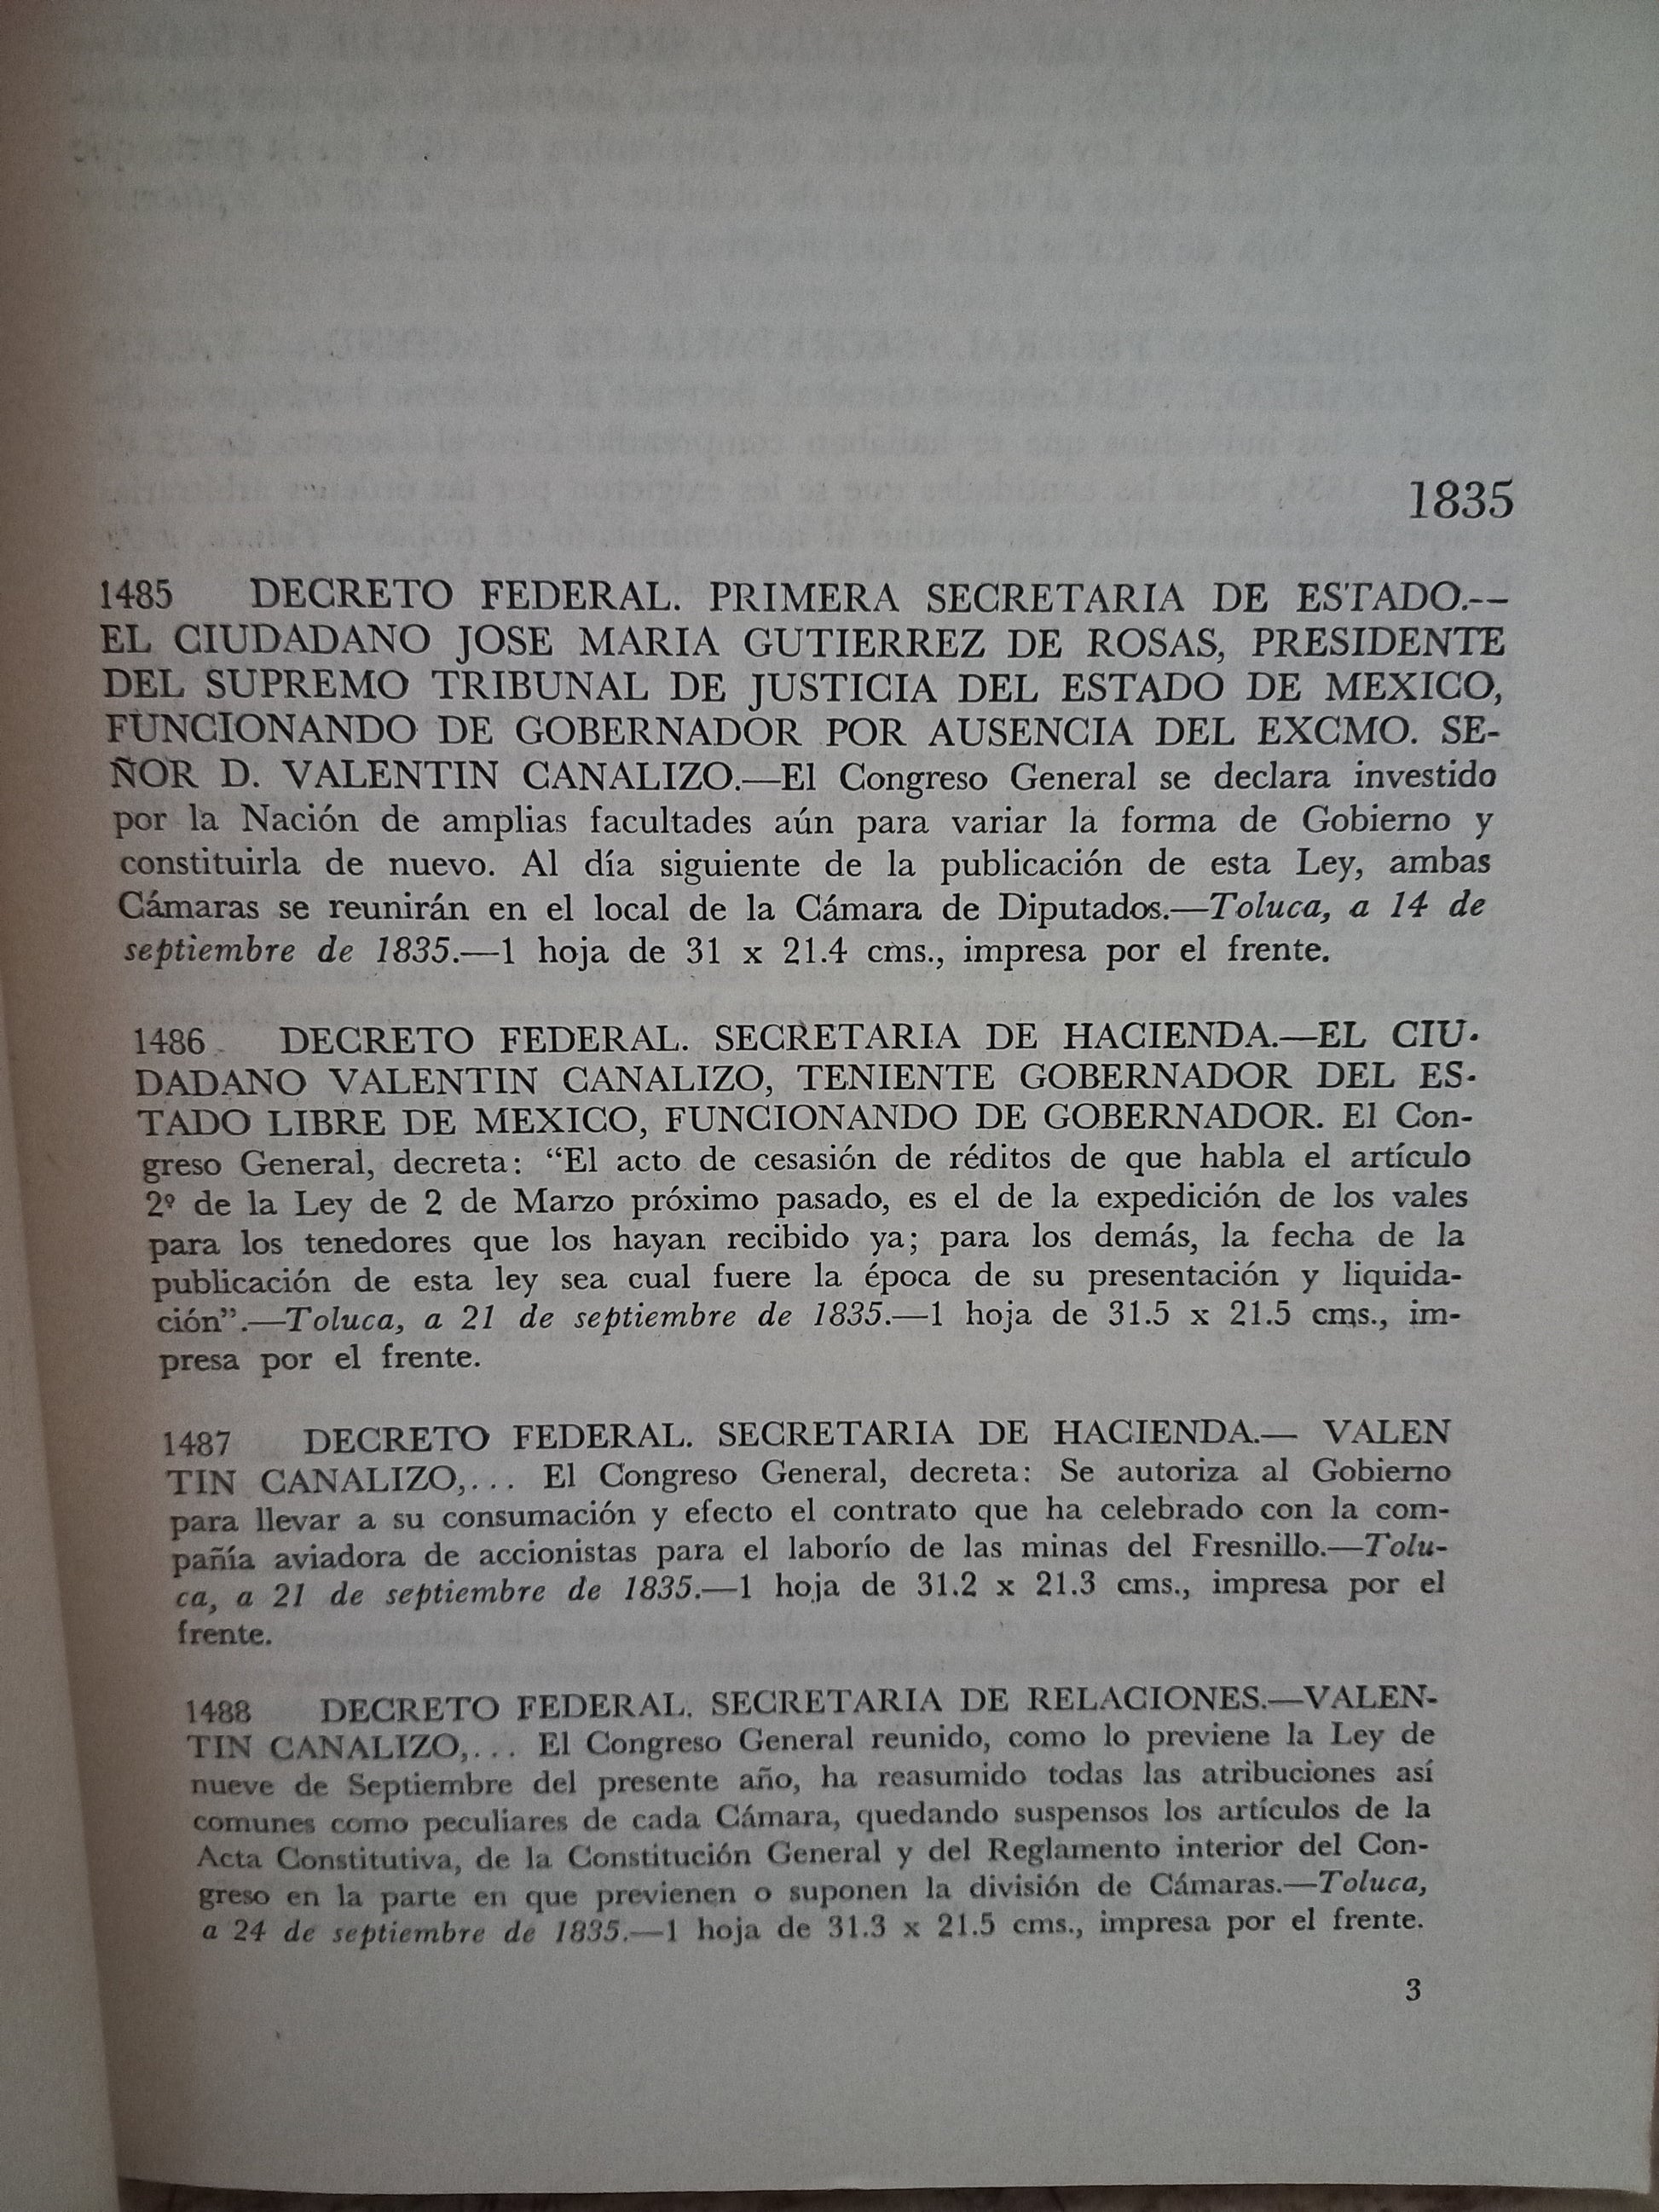 1835
1485 DECRETO FEDERAL. PRIMERA SECRETARIA DE ESTADO.--
EL CIUDADANO JOSE MARIA GUTIERREZ DE ROSAS, PRESIDENTE
DEL SUPREMO TRIBUNAL DE JUSTICIA DEL ESTADO DE MEXICO,
FUNCIONANDO DE GOBERNADOR POR AUSENCIA DEL EXCMO. SE-
ÑOR D. VALENTIN CANALIZO.—El Congreso General se declara investido
por la Nación de amplias facultades aún para variar la forma de Gobierno y
constituirla de nuevo. Al día siguiente de la publicación de esta Ley, ambas
Cámaras se reunirán en el local de la Cámara de Diputados.—Toluca, a 14 de
septiembre de 1835.—1 hoja de 31 x 21.4 cms., impresa por el frente.
1486 DECRETO FEDERAL. SECRETARIA DE HACIENDA.—EL CIU-
DADANO VALENTIN CANALIZO, TENIENTE GOBERNADOR DEL ES-
TADO LIBRE DE MEXICO, FUNCIONANDO DE GOBERNADOR. El Con-
greso General, decreta: “El acto de cesasión de réditos de que habla el artículo
2º de la Ley de 2 de Marzo próximo pasado, es el de la expedición de los vales
para los tenedores que los hayan recibido ya; para los demás, la fecha de la
publicación de esta ley sea cual fuere la época de su presentación y liquida-
ción”.—Toluca, a 21 de septiembre de 1835.—1 hoja de 31.5 x 21.5 cms., im-
presa por el frente.
1487 DECRETO FEDERAL. SECRETARIA DE HACIENDA.— VALEN
TIN CANALIZO,... El Congreso General, decreta: Se autoriza al Gobierno
para llevar a su consumación y efecto el contrato que ha celebrado con la com-
pañía aviadora de accionistas para el laborío de las minas del Fresnillo.—Tolu-
ca, a 21 de septiembre de 1835.—1 hoja de 31.2 x 21.3 cms., impresa por el
frente.
1488 DECRETO FEDERAL. SECRETARIA DE RELACIONES.—VALEN-
TIN CANALIZO,... El Congreso General reunido, como lo previene la Ley de
nueve de Septiembre del presente año, ha reasumido todas las atribuciones así
comunes como peculiares de cada Cámara, quedando suspensos los artículos de la
Acta Constitutiva, de la Constitución General y del Reglamento interior del Con-
greso en la parte en que previenen o suponen la división de Cámaras.—Toluca,
a 24 de septiembre de 1835.—1 hoja de 31.3 x 21.5 cms., impresa por el frente.
3